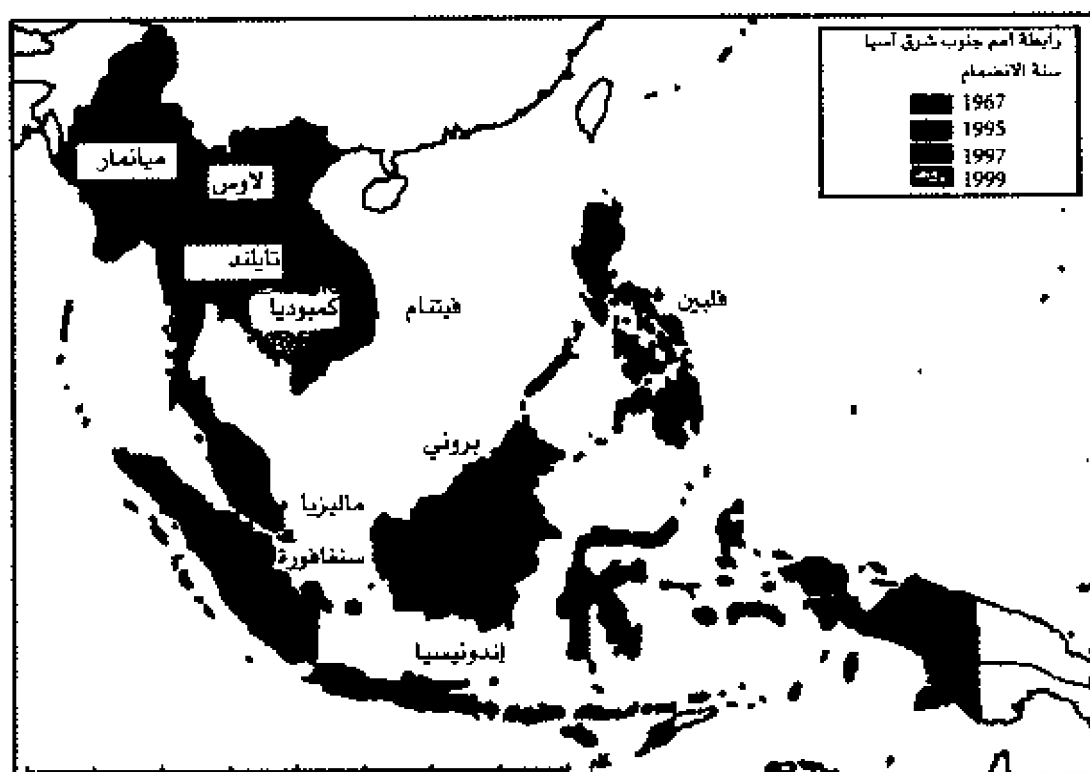 رابطة أمم جنوب شرق آسيا
سنة الانضمام
1967
1995
1997
1999
ميانمار
لاوس
تايلند
كمبوديا
فيتنام
فلبين
بروني
ماليزيا
سنغافورة
إندونيسيا